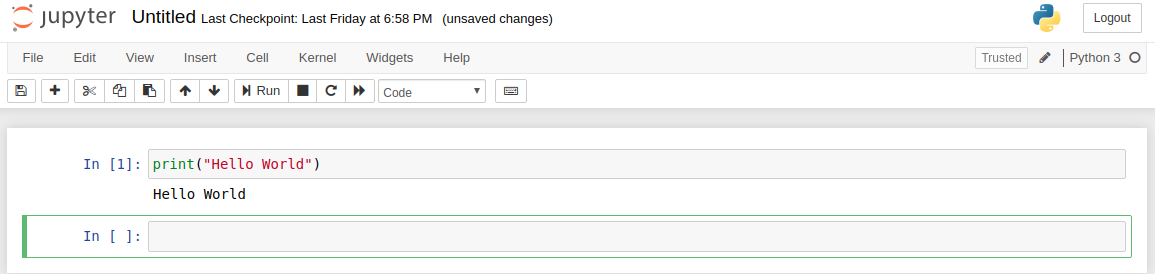 jupyter Untitled Last Checkpoint: Last Friday at 6:58 PM (unsaved changes) Logout
File Edit View Insert Cell Kernel Widgets Help Trusted Python 3
Run Code
In [1]: print("Hello World")
Hello World
In [ ]: